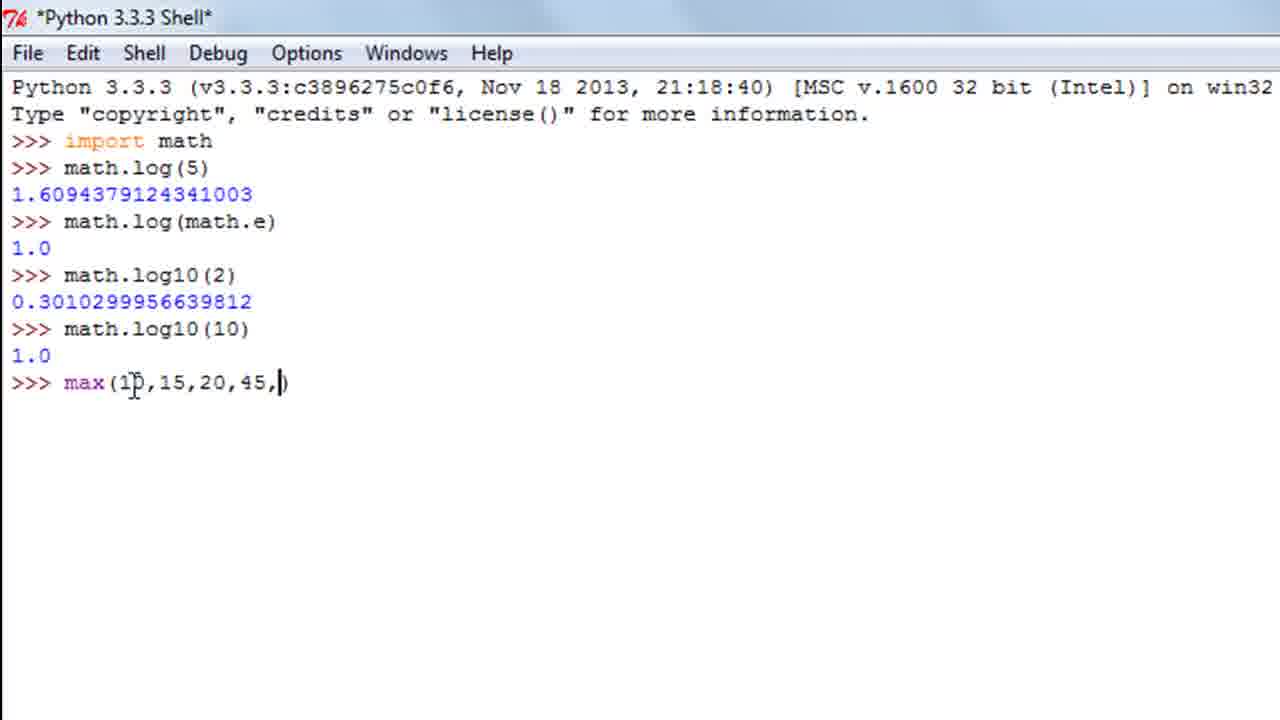 *Python 3.3.3 Shell*
File Edit Shell Debug Options Windows Help
Python 3.3.3 (v3.3.3:c3896275c0f6, Nov 18 2013, 21:18:40) [MSC v.1600 32 bit (Intel)] on win32
Type "copyright", "credits" or "license()" for more information.
>>> import math
>>> math.log(5)
1.6094379124341003
>>> math.log(math.e)
1.0
>>> math.log10(2)
0.3010299956639812
>>> math.log10(10)
1.0
>>> max(10,15,20,45,)